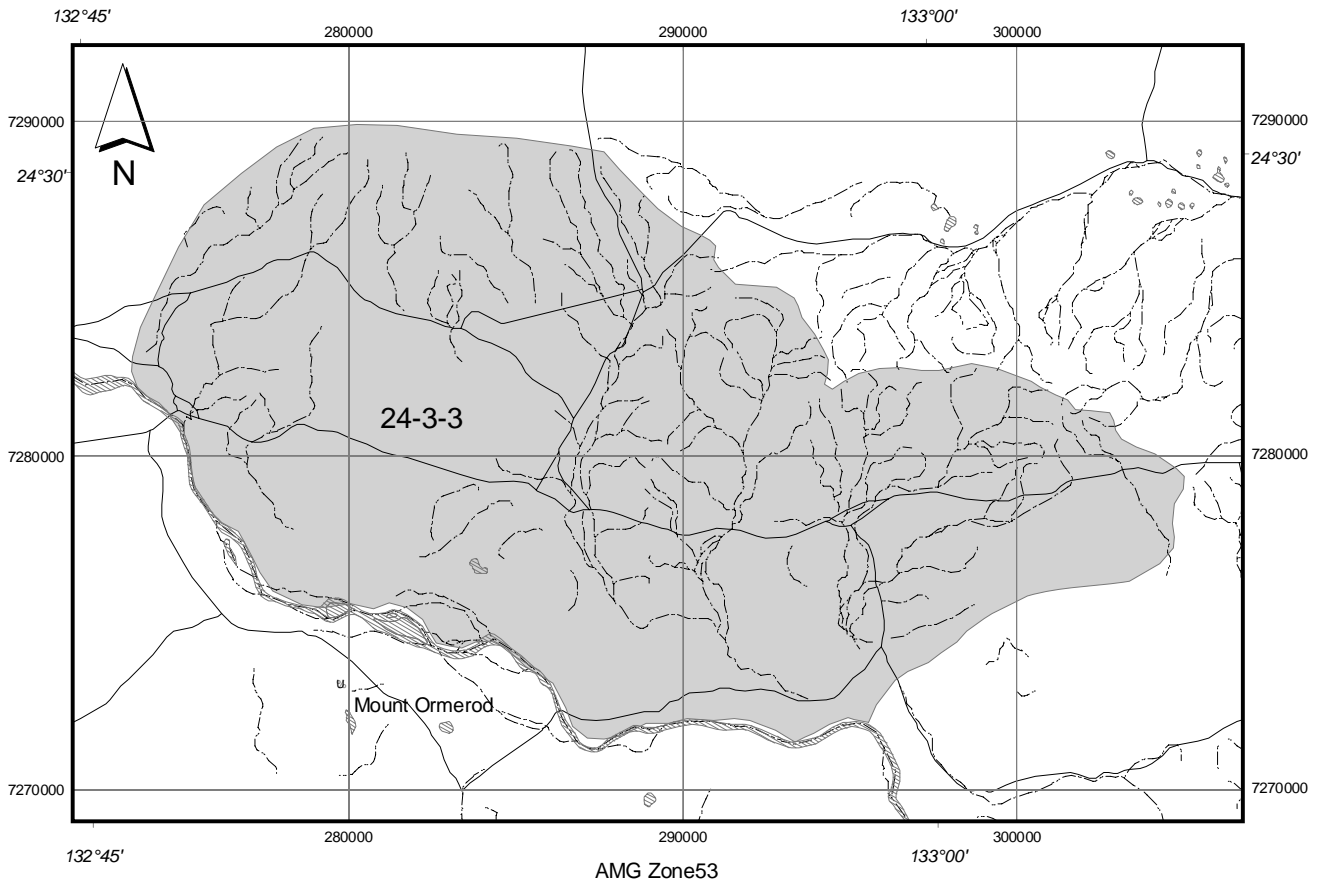 132°45' 133°00'
280000 290000 300000
7290000 7290000
24°30' 24°30'
N
24-3-3
7280000 7280000
Mount Ormerod
7270000 7270000
280000 290000 300000
132°45' 133°00'
AMG Zone53